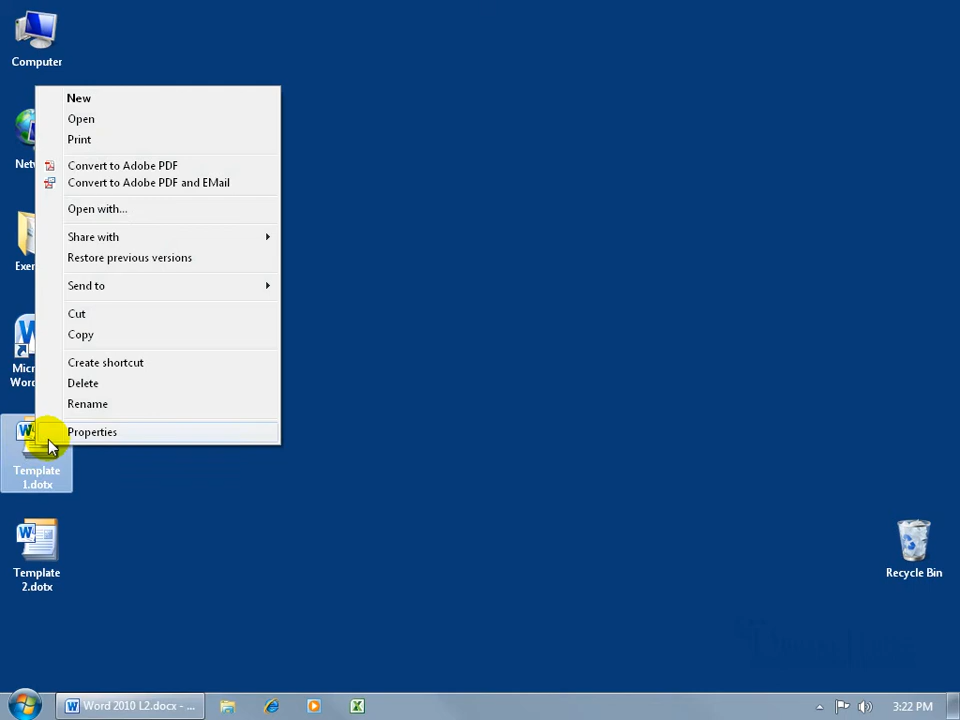 Computer
New
Open
Print
Net
Convert to Adobe PDF
Convert to Adobe PDF and EMail
Open with...
Share with
Restore previous versions
Exer
Send to
Cut
Copy
Create shortcut
Micr
Word
Delete
Rename
Properties
Template
1.dotx
Template
2.dotx
Recycle Bin
Word 2010 L2.docx - ...
3:22 PM